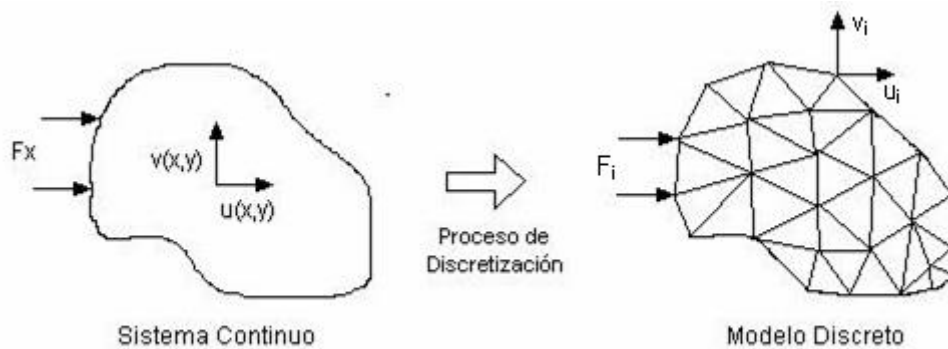 Fx
v(x,y)
u(x,y)
Sistema Continuo
Proceso de
Discretización
vi
ui
Fi
Modelo Discreto